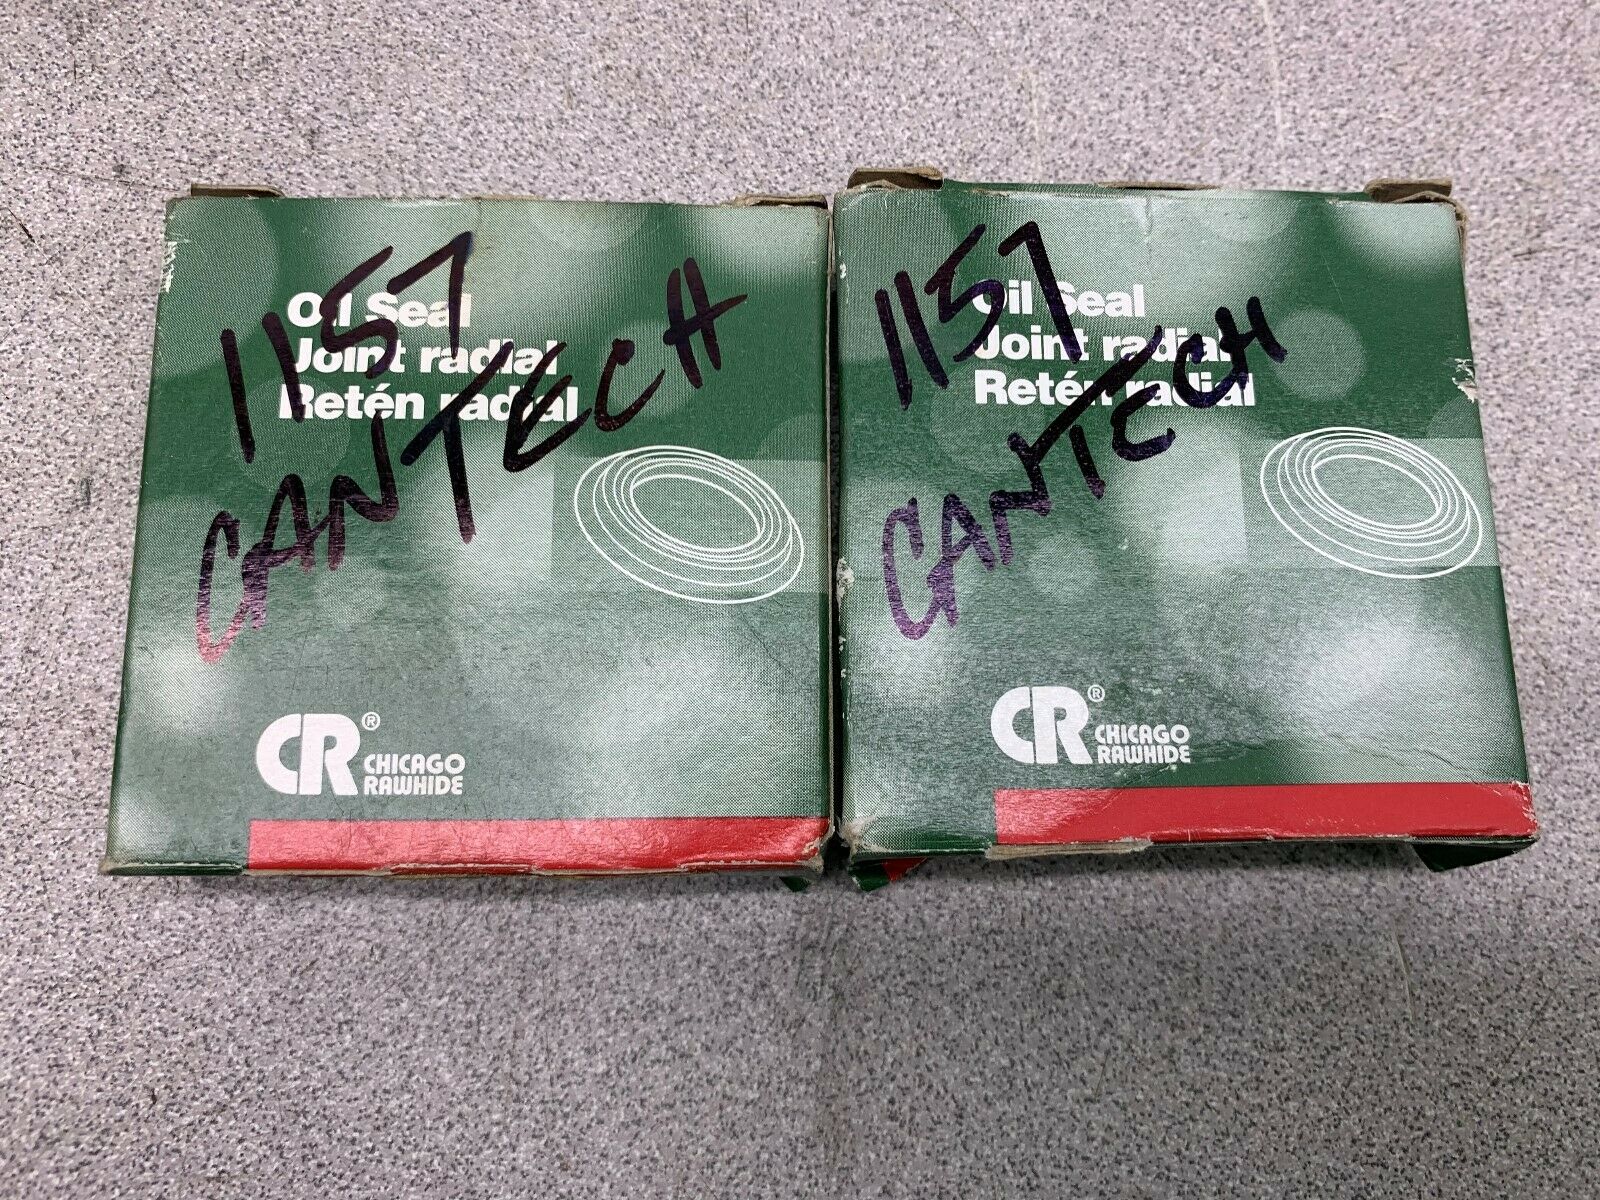 1157
CANTECH
Oil Seal
Joint radial
Retén radial
CR®
CHICAGO
RAWHIDE
1157
CANTECH
Oil Seal
Joint radial
Retén radial
CR®
CHICAGO
RAWHIDE